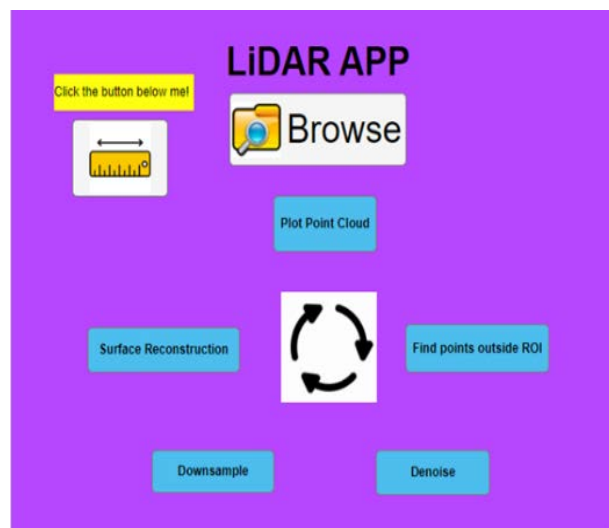 LiDAR APP
Click the button below me!
Browse
Plot Point Cloud
Surface Reconstruction
Find points outside ROI
Downsample
Denoise